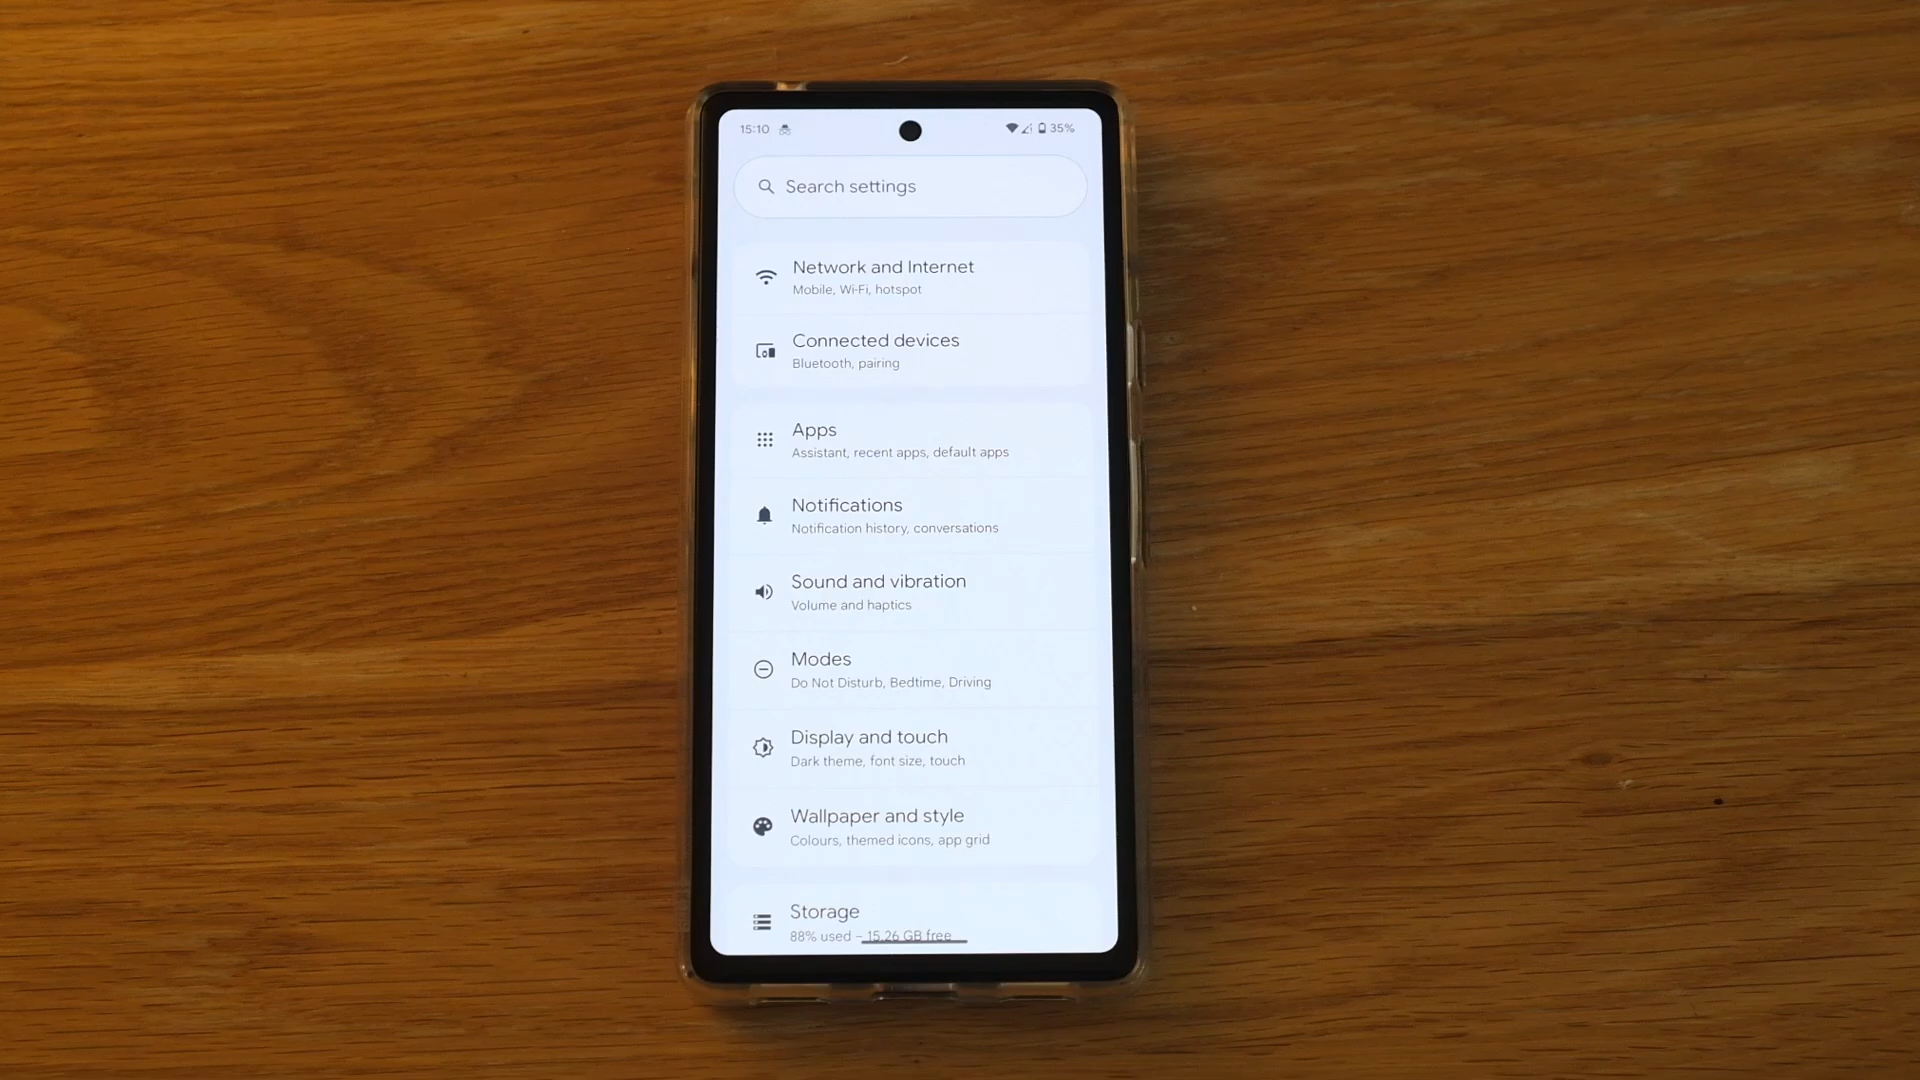 15:10 35%
Search settings
Network and Internet
Mobile, Wi-Fi, hotspot
Connected devices
Bluetooth, pairing
Apps
Assistant, recent apps, default apps
Notifications
Notification history, conversations
Sound and vibration
Volume and haptics
Modes
Do Not Disturb, Bedtime, Driving
Display and touch
Dark theme, font size, touch
Wallpaper and style
Colours, themed icons, app grid
Storage
88% used – 15.26 GB free